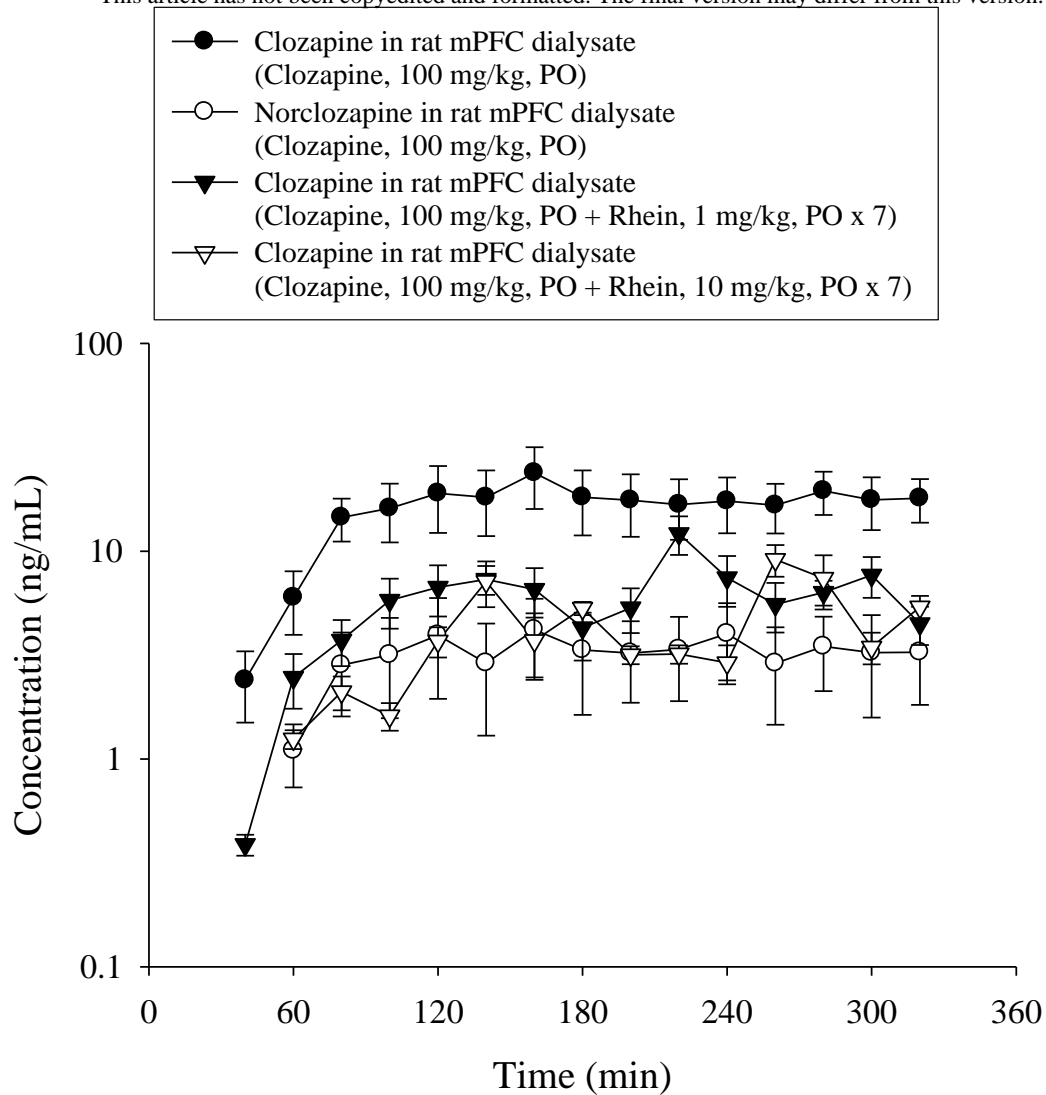 This article has not been copyedited and formatted. The final version may differ from this version.
Clozapine in rat mPFC dialysate
(Clozapine, 100 mg/kg, PO)
Norclozapine in rat mPFC dialysate
(Clozapine, 100 mg/kg, PO)
Clozapine in rat mPFC dialysate
(Clozapine, 100 mg/kg, PO + Rhein, 1 mg/kg, PO x 7)
Clozapine in rat mPFC dialysate
(Clozapine, 100 mg/kg, PO + Rhein, 10 mg/kg, PO x 7)
100
10
1
0.1
Concentration (ng/mL)
0 60 120 180 240 300 360
Time (min)